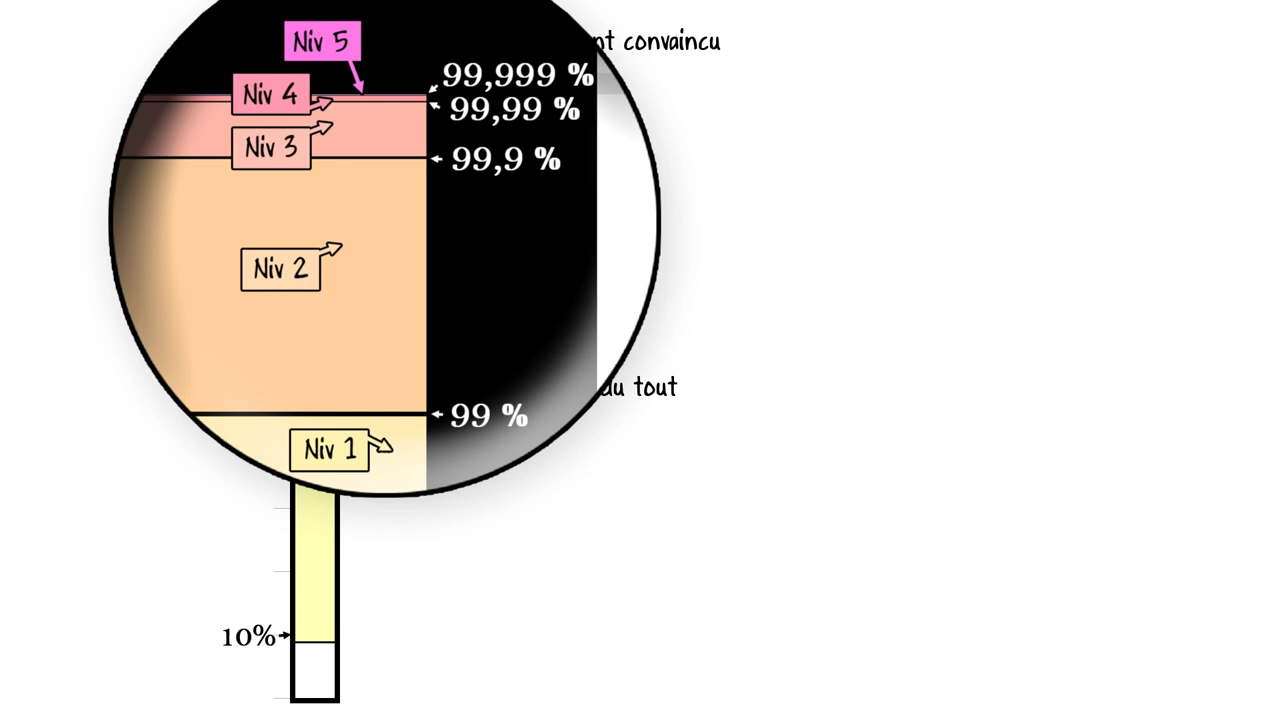 nt convaincu
Niv 5
99,999 %
Niv 4
99,99 %
Niv 3
99,9 %
Niv 2
du tout
99 %
Niv 1
10%